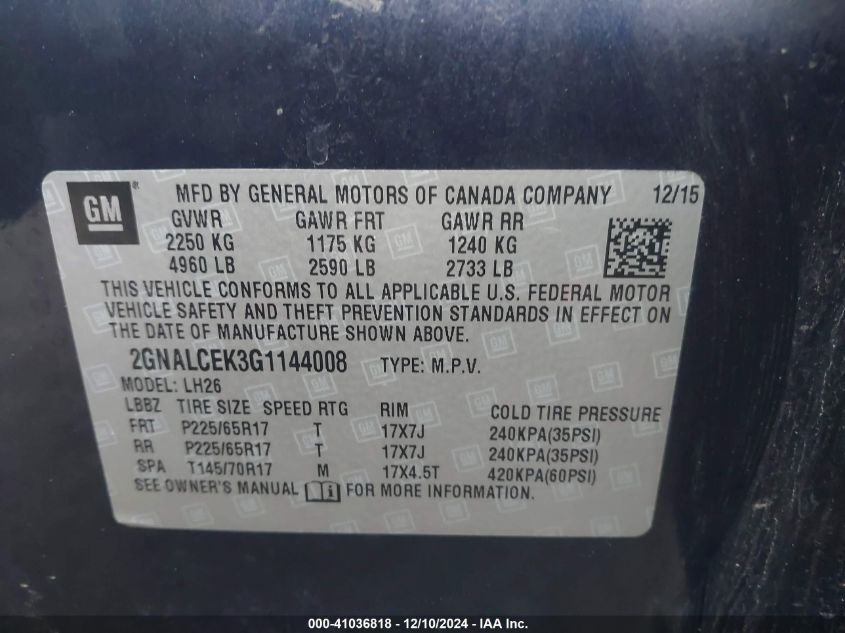 GM ® MFD BY GENERAL MOTORS OF CANADA COMPANY 12/15
GVWR GAWR FRT GAWR RR
2250 KG 1175 KG 1240 KG
4960 LB 2590 LB 2733 LB
THIS VEHICLE CONFORMS TO ALL APPLICABLE U.S. FEDERAL MOTOR
VEHICLE SAFETY AND THEFT PREVENTION STANDARDS IN EFFECT ON
THE DATE OF MANUFACTURE SHOWN ABOVE.
2GNALCEK3G1144008 TYPE: M.P.V.
MODEL: LH26
LBBZ TIRE SIZE SPEED RTG RIM COLD TIRE PRESSURE
FRT P225/65R17 T 17X7J 240KPA(35PSI)
RR P225/65R17 T 17X7J 240KPA(35PSI)
SPA T145/70R17 M 17X4.5T 420KPA(60PSI)
SEE OWNER'S MANUAL FOR MORE INFORMATION.
000-41036818 - 12/10/2024 - IAA Inc.